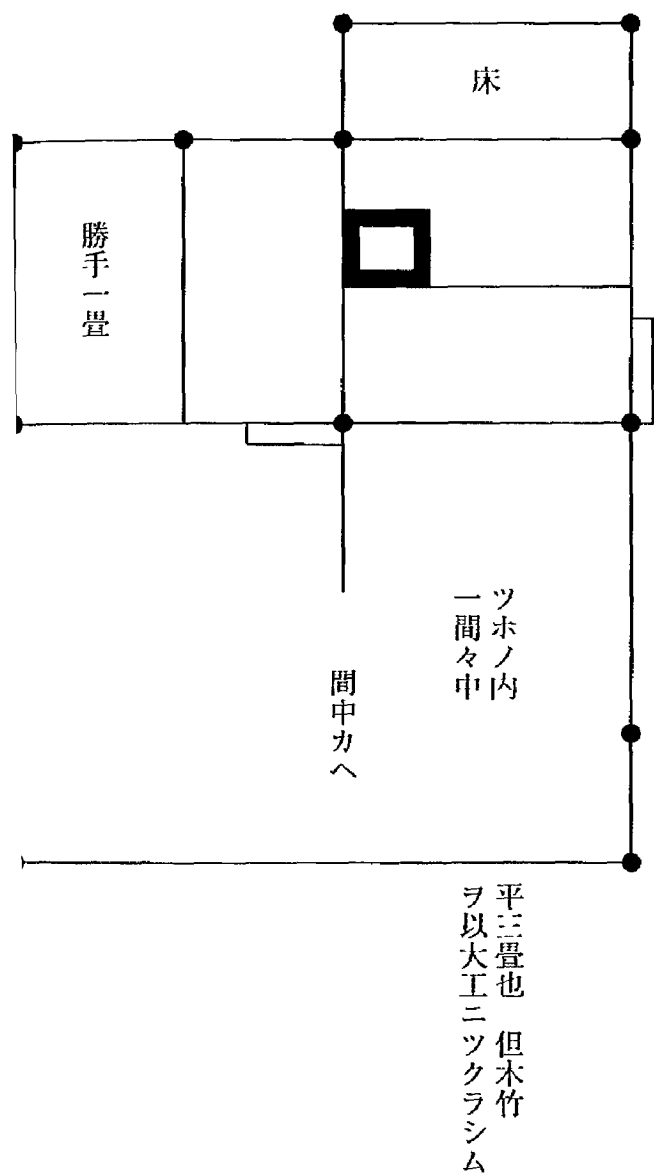 床
勝手一畳
ツホノ内
一間々中
間中カヘ
平三畳也 但木竹
ヲ以大工ニツクラシム